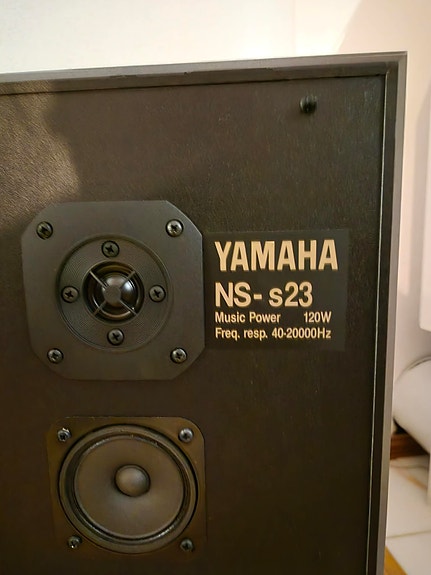 YAMAHA
NS- s23
Music Power 120W
Freq. resp. 40-20000Hz